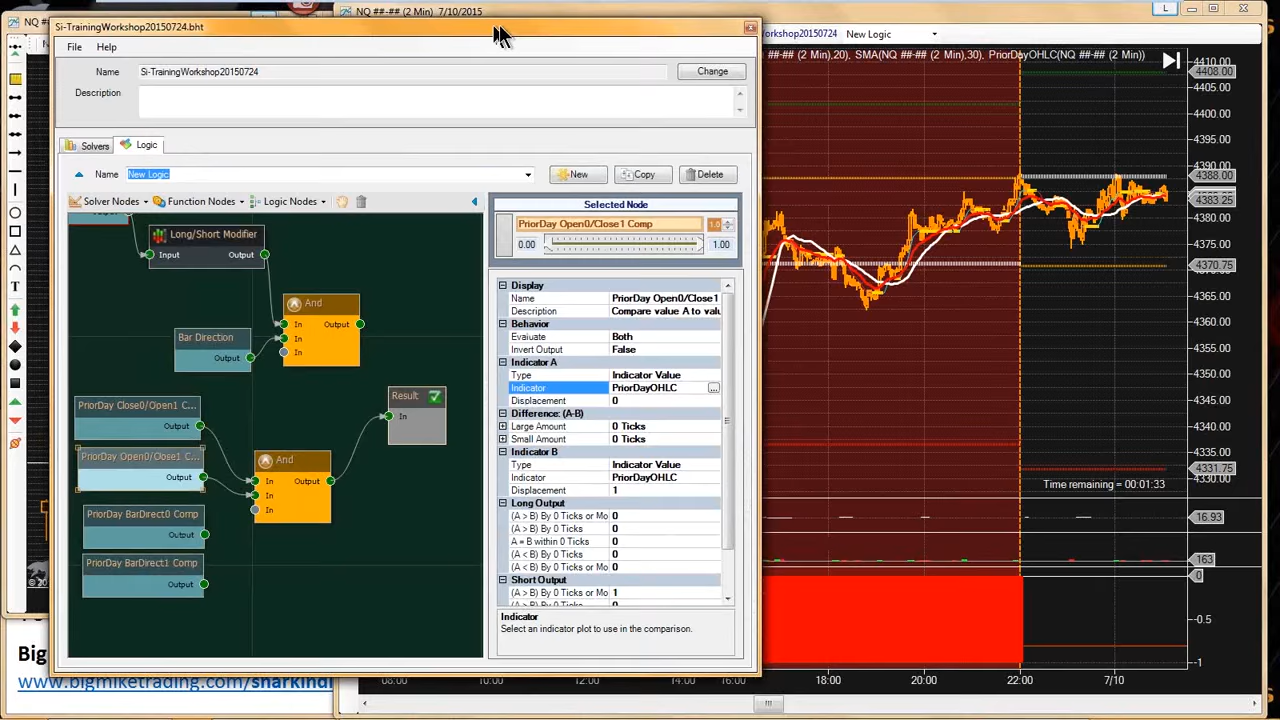 NQ ##
NQ ##-## (2 Min)  7/10/2015
L
Si-TrainingWorkshop20150724.bht
File
Help
Name
Si-TrainingWorkshop20150724
Change
Description
Solvers
Logic
Name
New Logic
New
Copy
Delete
Solver Nodes
Function Nodes
Logic Nodes
Selected Node
PriorDay Open0/Close1 Comp
1.0
0.00
1.00
Output
Long/Short Modifier
Input
Output
And
In
Output
In
In
Bar Direction
Output
Result
In
PriorDay Close0/Open1 C...
Output
PriorDay Open0/Close1 C...
Output
And
In
Output
In
In
PriorDay BarDirect0 Comp
Output
PriorDay BarDirect1 Comp
Output
Display
Name
PriorDay Open0/Close1
Description
Compare value A to valu
Behavior
Evaluate
Both
Invert Output
False
Indicator A
Type
Indicator Value
Indicator
PriorDayOHLC
...
Displacement
0
Difference: (A-B)
Large Amount
0 Ticks
Small Amount
0 Ticks
Indicator B
Type
Indicator Value
Indicator
PriorDayOHLC
Displacement
1
Long Output
(A > B) By 0 Ticks or Mo
0
(A > B) By 0 Ticks
0
A = B within 0 Ticks
0
(A < B) By 0 Ticks
0
(A < B) By 0 Ticks or Mo
0
Short Output
(A > B) By 0 Ticks or Mo
1
Indicator
Select an indicator plot to use in the comparison.
orkshop20150724
New Logic
##-## (2 Min),20), SMA(NQ ##-## (2 Min),30), PriorDayOHLC(NQ ##-## (2 Min))
4410.00
4408.00
4400.00
4395.00
4390.00
4388.00
4383.25
4380.00
4375.00
4370.75
4365.00
4360.00
4355.00
4350.00
4345.00
4340.00
4335.00
4331.75
4330.00
Time remaining = 00:01:33
16.93
163
0
-0.5
-1
08:00
10:00
12:00
14:00
16:00
18:00
20:00
22:00
7/10
T
© 20
Big
www.bigmiketrading.com/sharkindi